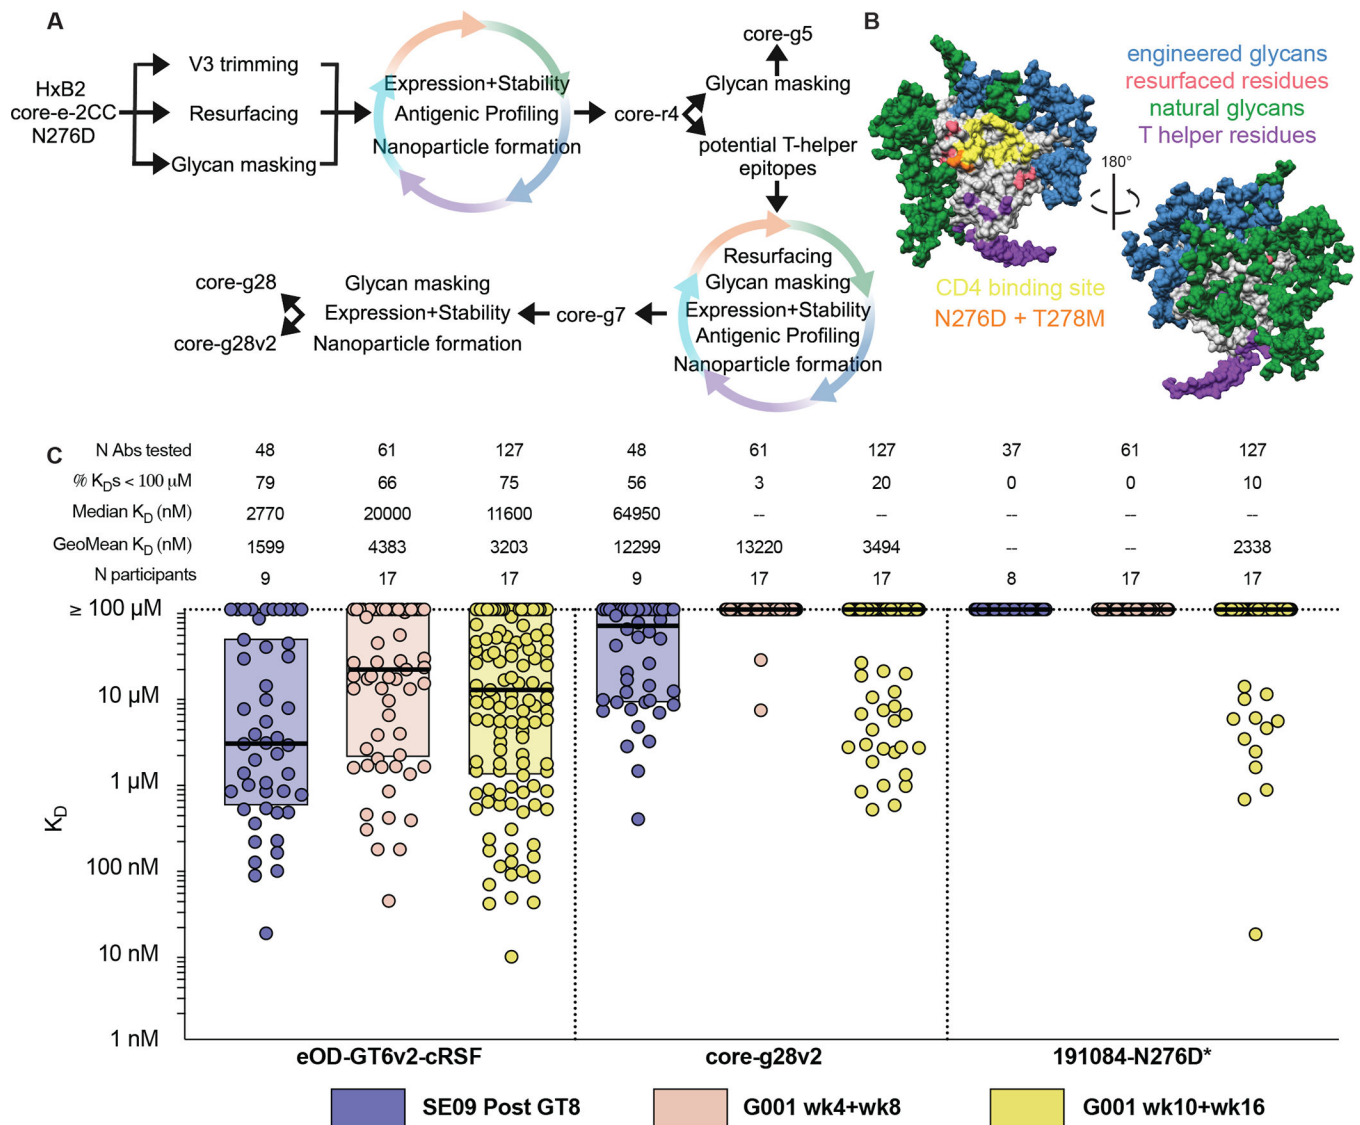 A
HxB2
core-e-2CC
N276D
V3 trimming
Resurfacing
Glycan masking
Expression+Stability
Antigenic Profiling
Nanoparticle formation
core-r4
core-g5
Glycan masking
potential T-helper
epitopes
Resurfacing
Glycan masking
Expression+Stability
Antigenic Profiling
Nanoparticle formation
core-g7
Glycan masking
Expression+Stability
Nanoparticle formation
core-g28
core-g28v2
B
engineered glycans
resurfaced residues
natural glycans
T helper residues
180°
CD4 binding site
N276D + T278M
C
N Abs tested 48 61 127 48 61 127 37 61 127
% KDs < 100 μM 79 66 75 56 3 20 0 0 10
Median KD (nM) 2770 20000 11600 64950 -- -- -- -- --
GeoMean KD (nM) 1599 4383 3203 12299 13220 3494 -- -- 2338
N participants 9 17 17 9 17 17 8 17 17
≥ 100 μM
10 μM
1 μM
100 nM
10 nM
1 nM
KD
eOD-GT6v2-cRSF core-g28v2 191084-N276D*
SE09 Post GT8 G001 wk4+wk8 G001 wk10+wk16